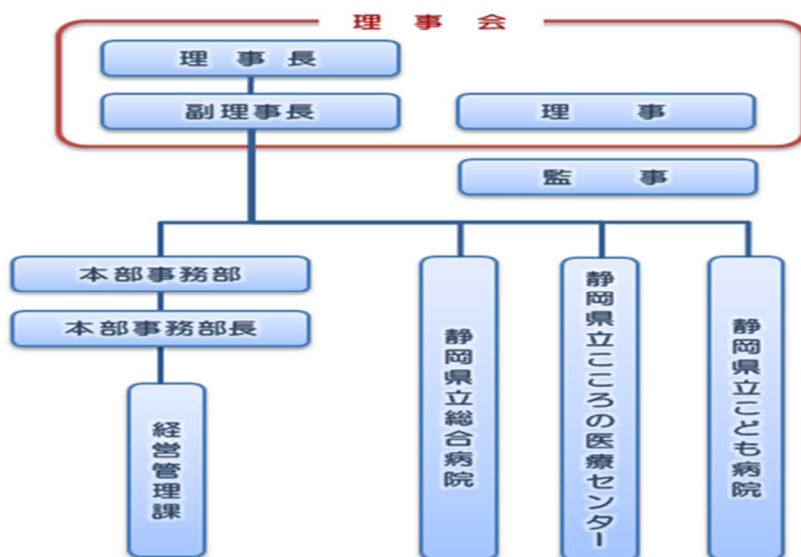 理事会
理事長
副理事長
理事
監事
本部事務部
本部事務部長
経営管理課
静岡県立総合病院
静岡県立こころの医療センター
静岡県立こども病院